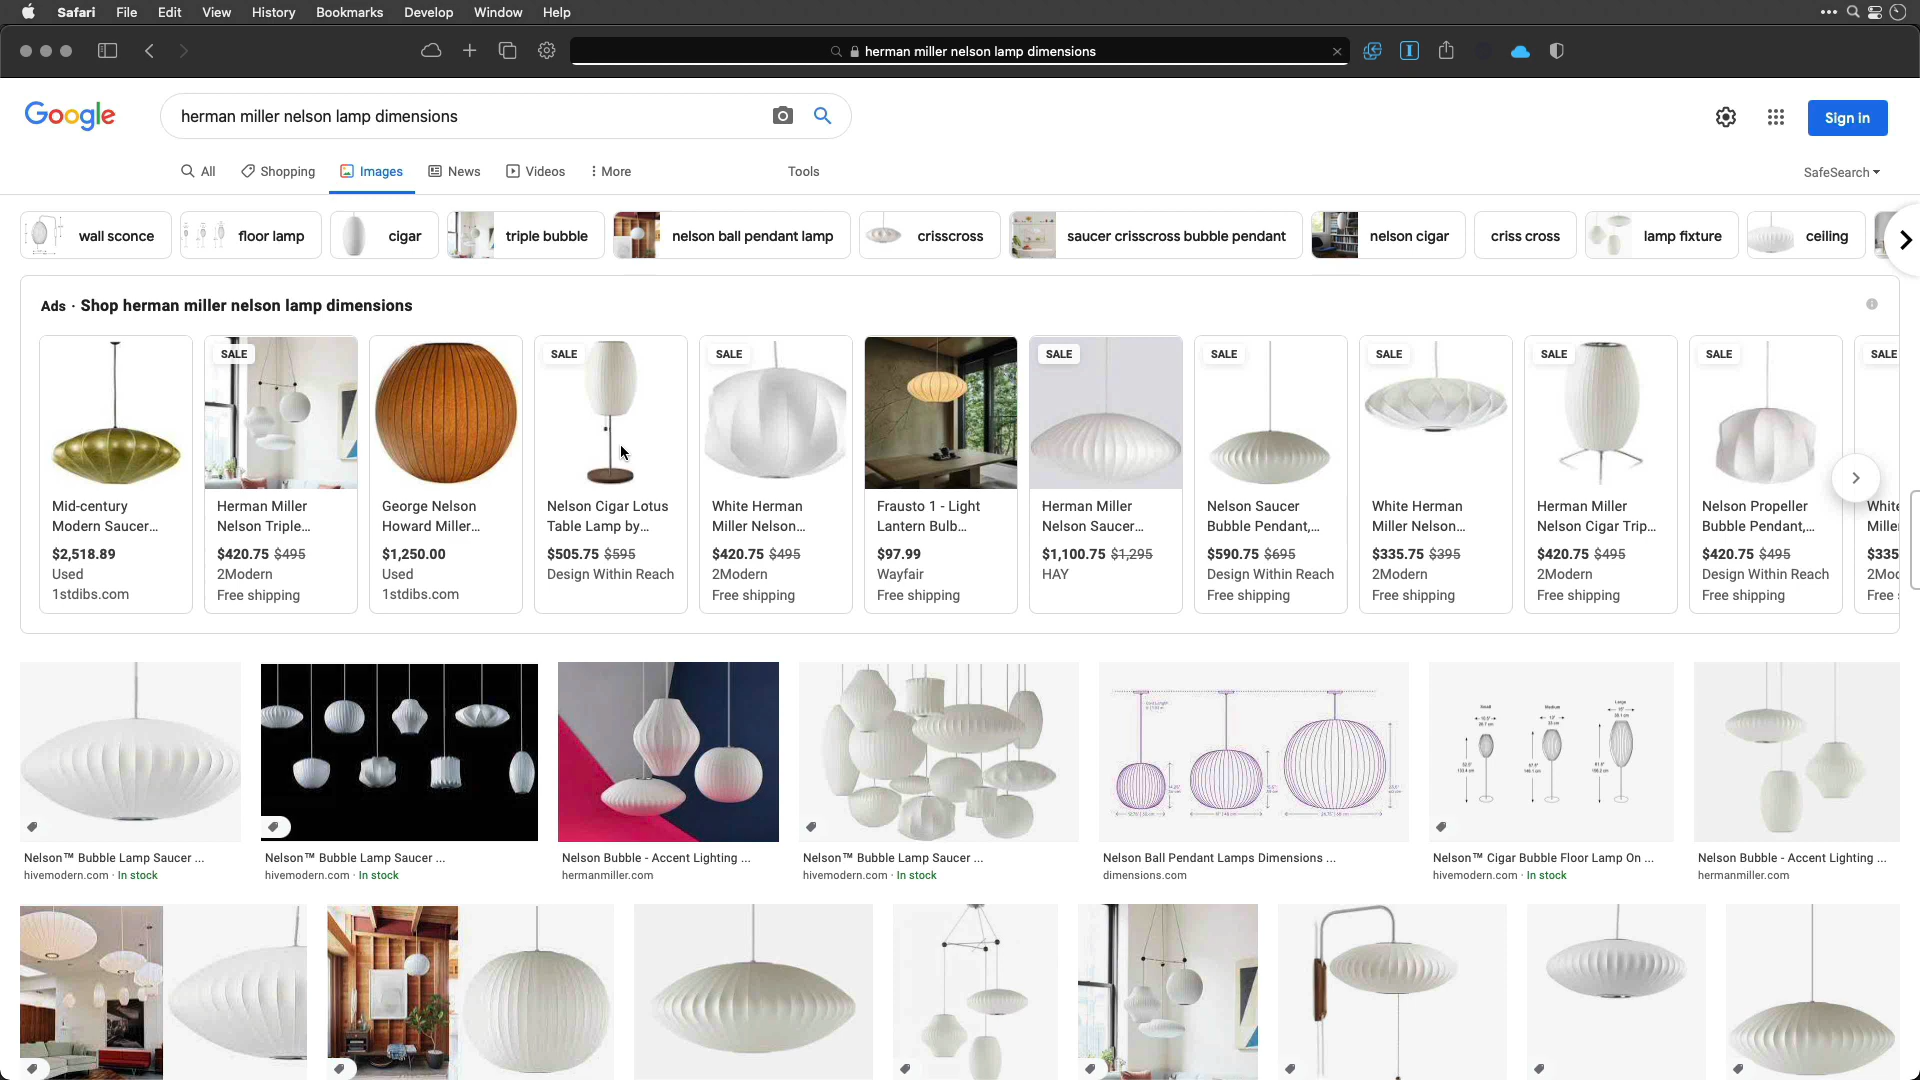 Safari File Edit View History Bookmarks Develop Window Help
herman miller nelson lamp dimensions
Google
herman miller nelson lamp dimensions
Sign in
All Shopping Images News Videos More Tools
SafeSearch
wall sconce floor lamp cigar triple bubble nelson ball pendant lamp crisscross saucer crisscross bubble pendant nelson cigar criss cross lamp fixture ceiling
Ads · Shop herman miller nelson lamp dimensions
Mid-century
Modern Saucer...
$2,518.89
Used
1stdibs.com
SALE
Herman Miller
Nelson Triple...
$420.75 $495
2Modern
Free shipping
George Nelson
Howard Miller...
$1,250.00
Used
1stdibs.com
SALE
Nelson Cigar Lotus
Table Lamp by...
$505.75 $595
Design Within Reach
SALE
White Herman
Miller Nelson...
$420.75 $495
2Modern
Free shipping
Frausto 1 - Light
Lantern Bulb...
$97.99
Wayfair
Free shipping
SALE
Herman Miller
Nelson Saucer...
$1,100.75 $1,295
HAY
SALE
Nelson Saucer
Bubble Pendant,...
$590.75 $695
Design Within Reach
Free shipping
SALE
White Herman
Miller Nelson...
$335.75 $395
2Modern
Free shipping
SALE
Herman Miller
Nelson Cigar Trip...
$420.75 $495
2Modern
Free shipping
SALE
Nelson Propeller
Bubble Pendant,...
$420.75 $495
Design Within Reach
Free shipping
SALE
White
Mille
$335
2Moc
Free
Nelson™ Bubble Lamp Saucer ...
hivemodern.com · In stock
Nelson™ Bubble Lamp Saucer ...
hivemodern.com · In stock
Nelson Bubble - Accent Lighting ...
hermanmiller.com
Nelson™ Bubble Lamp Saucer ...
hivemodern.com · In stock
Nelson Ball Pendant Lamps Dimensions ...
dimensions.com
Small Medium Large
Nelson™ Cigar Bubble Floor Lamp On ...
hivemodern.com · In stock
Nelson Bubble - Accent Lighting ...
hermanmiller.com